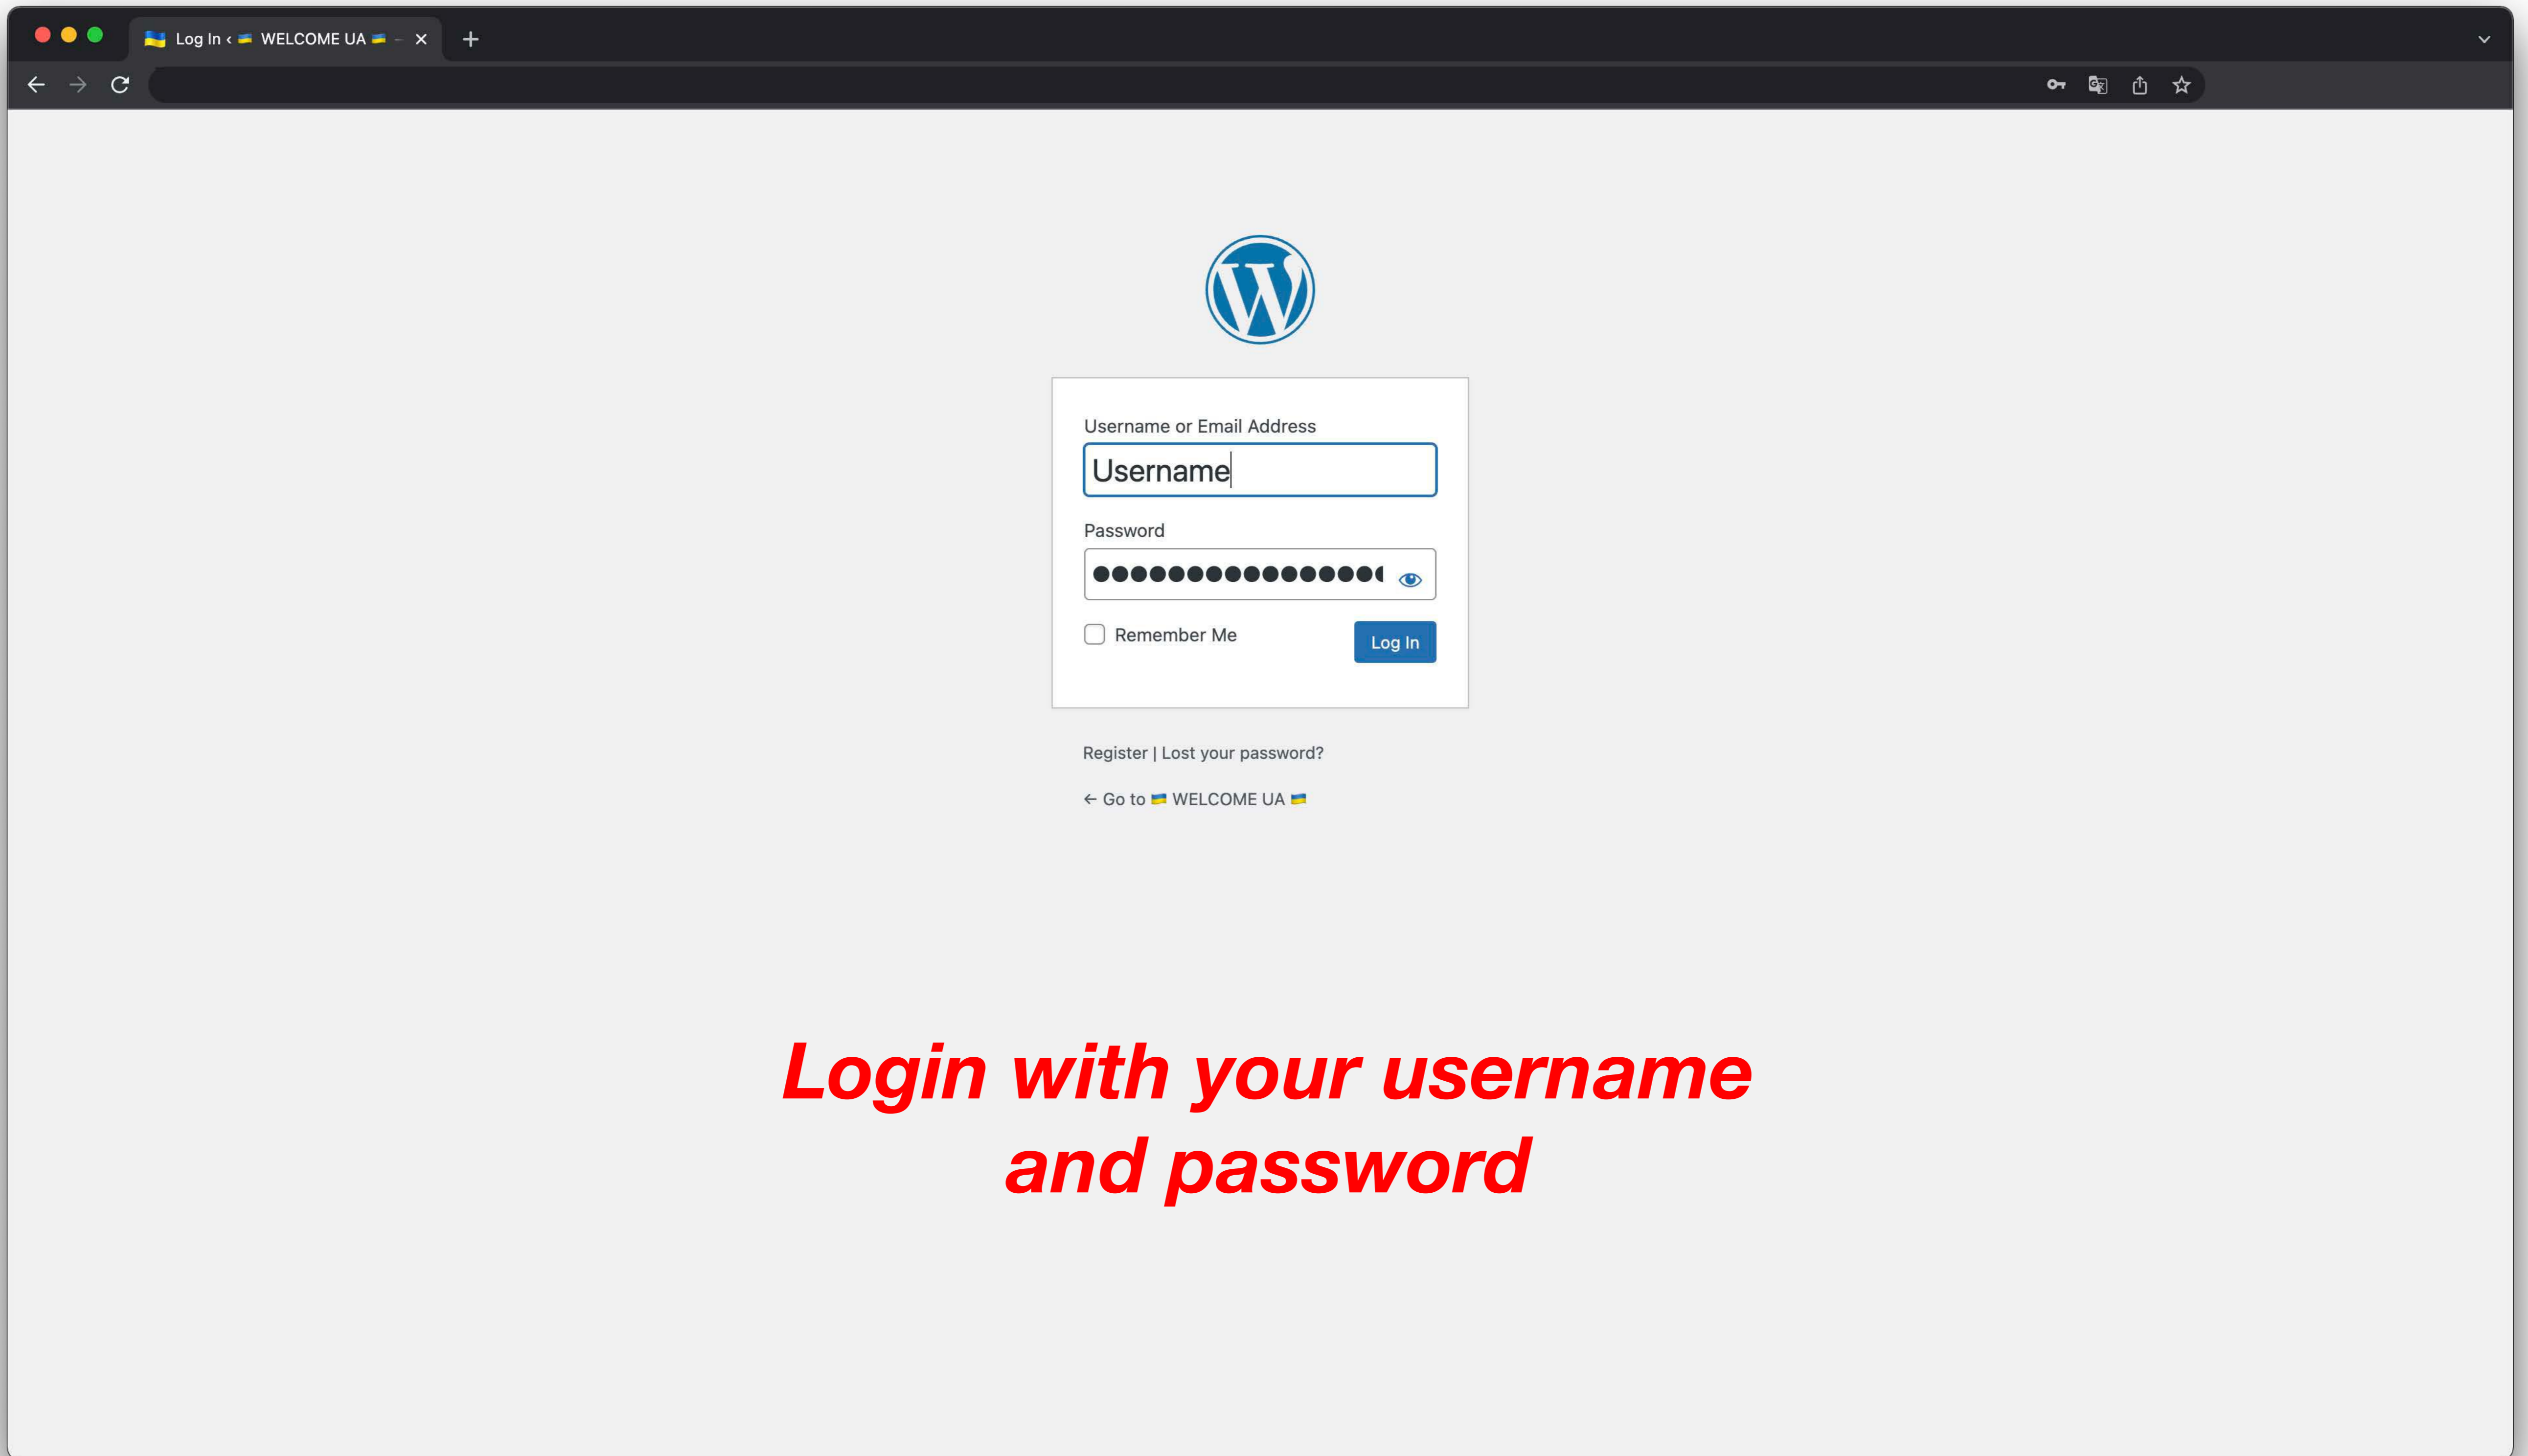 Log In ‹ 🇺🇦 WELCOME UA 🇺🇦 –
Username or Email Address
Username
Password
Remember Me
Log In
Register | Lost your password?
← Go to 🇺🇦 WELCOME UA 🇺🇦
Login with your username
and password